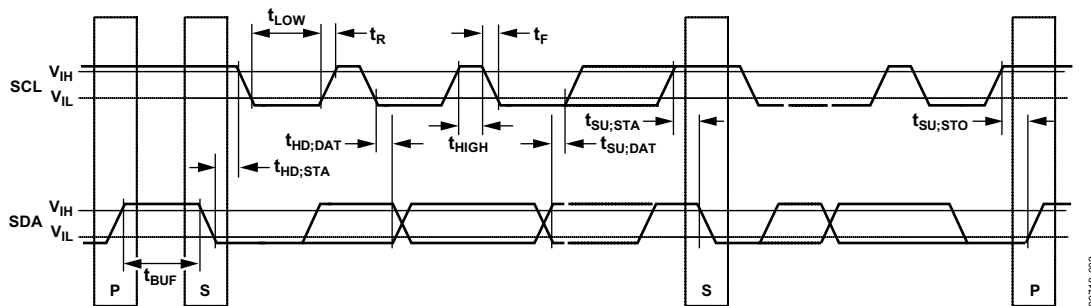 tLOW
tR
tF
VIH
SCL
VIL
tSU;STA
tSU;STO
tHD;DAT
tHIGH
tSU;DAT
tHD;STA
VIH
SDA
VIL
tBUF
P
S
S
P